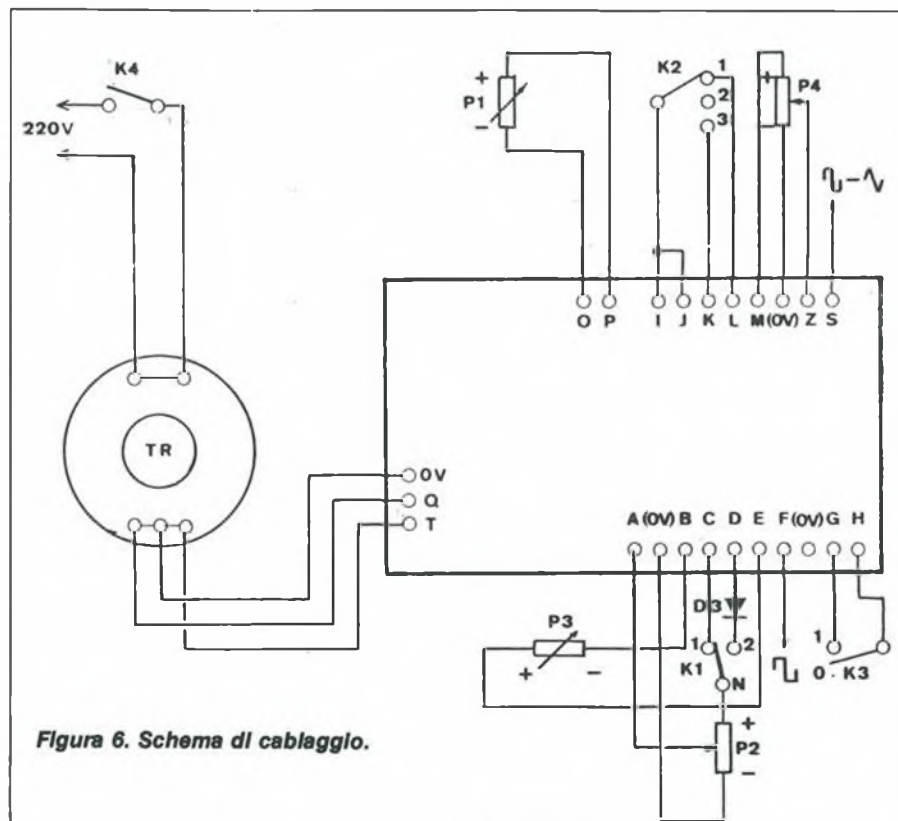 K4
220V
TR
+
P1
−
K2
1
2
3
+
P4
−
O P I J K L M (0V) Z S
0V
Q
T
A (0V) B C D E F (0V) G H
D3
P3
+ −
1 2
K1
N
+
P2
−
1
0 · K3
Figura 6. Schema di cablaggio.